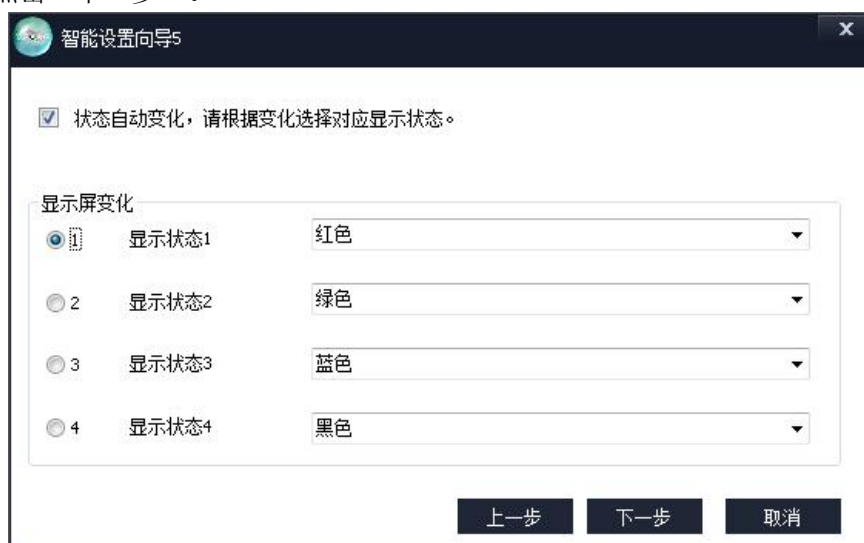 智能设置向导5
x
状态自动变化，请根据变化选择对应显示状态。
显示屏变化
1 显示状态1 红色
2 显示状态2 绿色
3 显示状态3 蓝色
4 显示状态4 黑色
上一步 下一步 取消